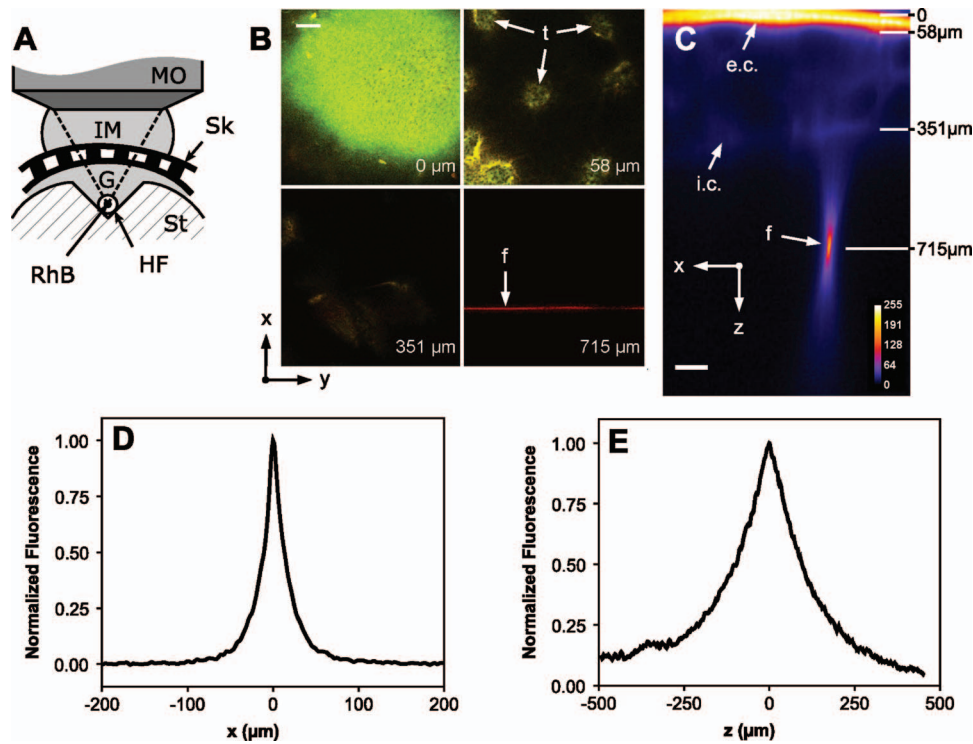 A
MO
IM
Sk
G
St
RhB
HF
B
t
0 µm
58 µm
f
351 µm
715 µm
x
y
C
0
58µm
e.c.
351µm
i.c.
f
715µm
x
z
255
191
128
64
0
D
Normalized Fluorescence
1.00
0.75
0.50
0.25
0.00
-200
-100
0
100
200
x (µm)
E
Normalized Fluorescence
1.00
0.75
0.50
0.25
0.00
-500
-250
0
250
500
z (µm)